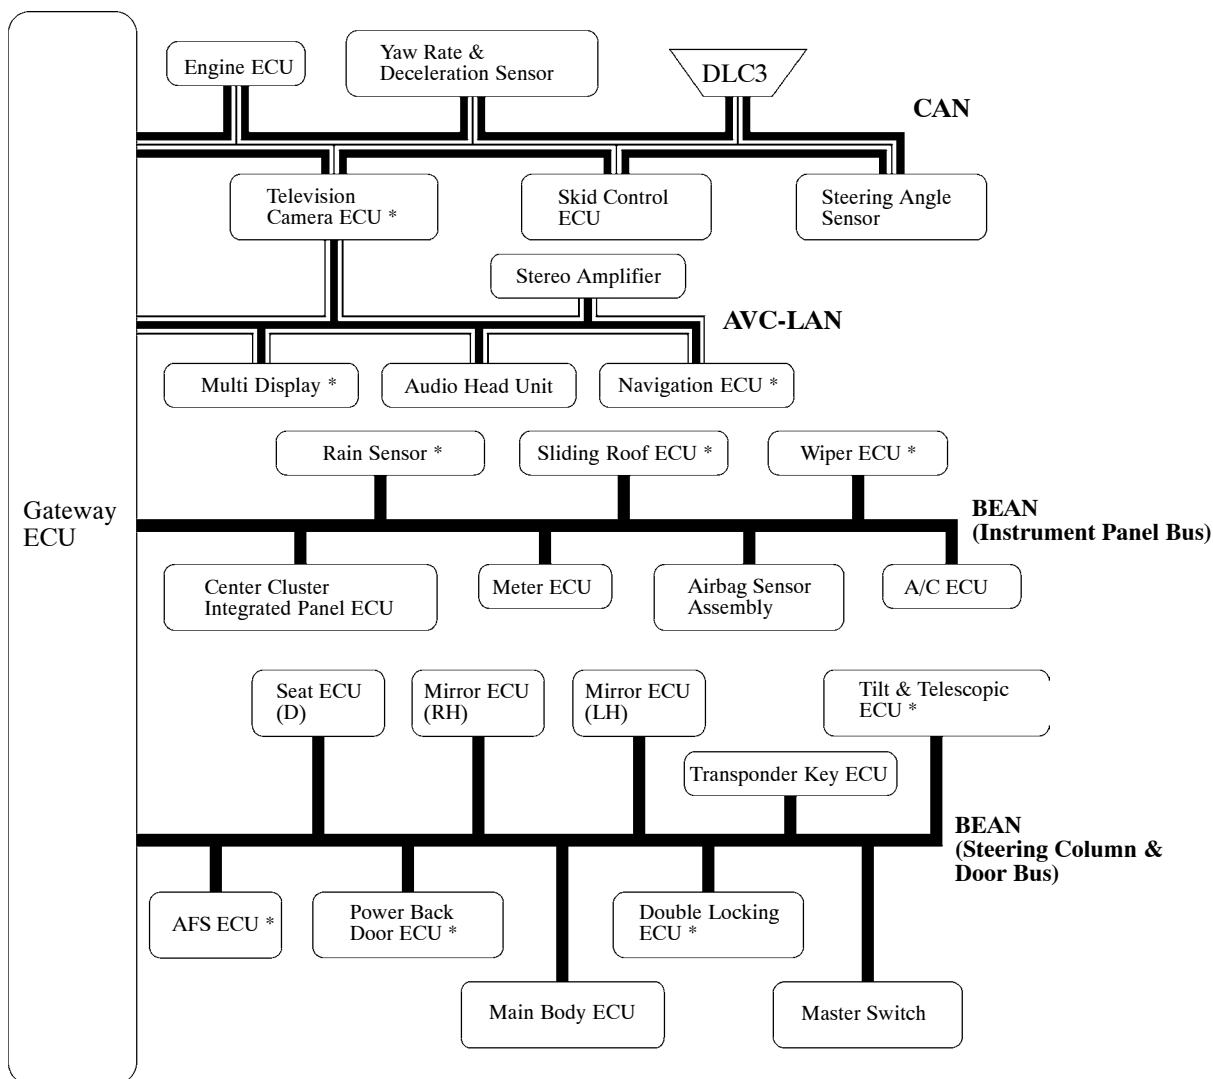 Engine ECU
Yaw Rate &
Deceleration Sensor
DLC3
CAN
Television
Camera ECU *
Skid Control
ECU
Steering Angle
Sensor
Stereo Amplifier
AVC-LAN
Multi Display *
Audio Head Unit
Navigation ECU *
Rain Sensor *
Sliding Roof ECU *
Wiper ECU *
Gateway
ECU
BEAN
(Instrument Panel Bus)
Center Cluster
Integrated Panel ECU
Meter ECU
Airbag Sensor
Assembly
A/C ECU
Seat ECU
(D)
Mirror ECU
(RH)
Mirror ECU
(LH)
Tilt & Telescopic
ECU *
Transponder Key ECU
BEAN
(Steering Column &
Door Bus)
AFS ECU *
Power Back
Door ECU *
Double Locking
ECU *
Main Body ECU
Master Switch